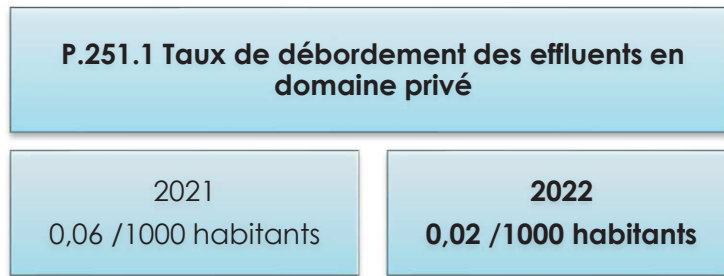 P.251.1 Taux de débordement des effluents en
domaine privé
2021
0,06 /1000 habitants
2022
0,02 /1000 habitants